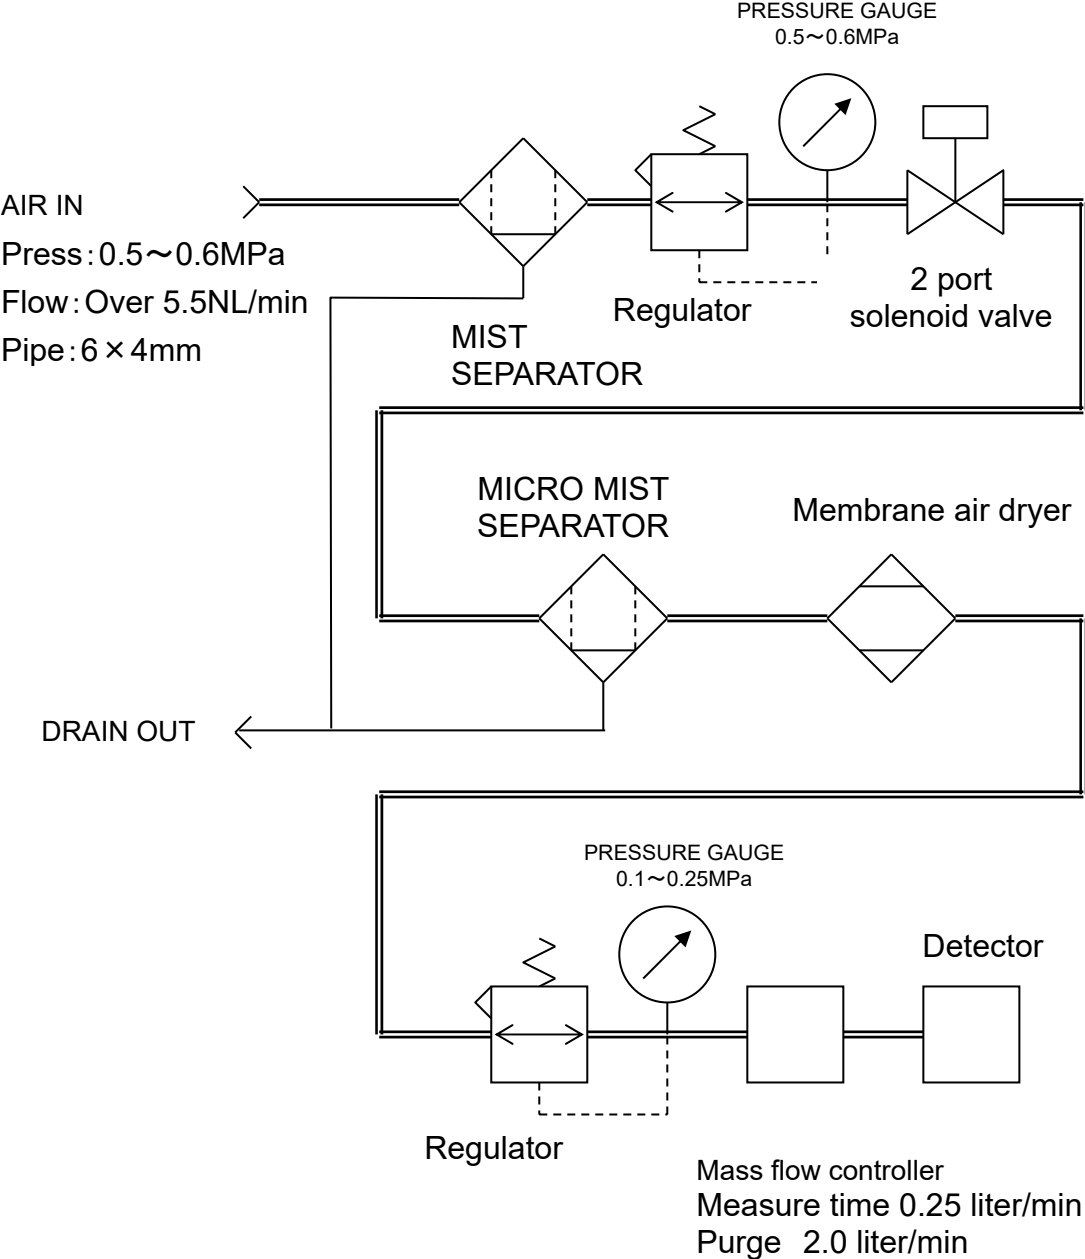 PRESSURE GAUGE
0.5～0.6MPa
AIR IN
Press：0.5～0.6MPa
Flow：Over 5.5NL/min
Pipe：6×4mm
Regulator
2 port
solenoid valve
MIST
SEPARATOR
MICRO MIST
SEPARATOR
Membrane air dryer
DRAIN OUT
PRESSURE GAUGE
0.1～0.25MPa
Detector
Regulator
Mass flow controller
Measure time 0.25 liter/min
Purge 2.0 liter/min